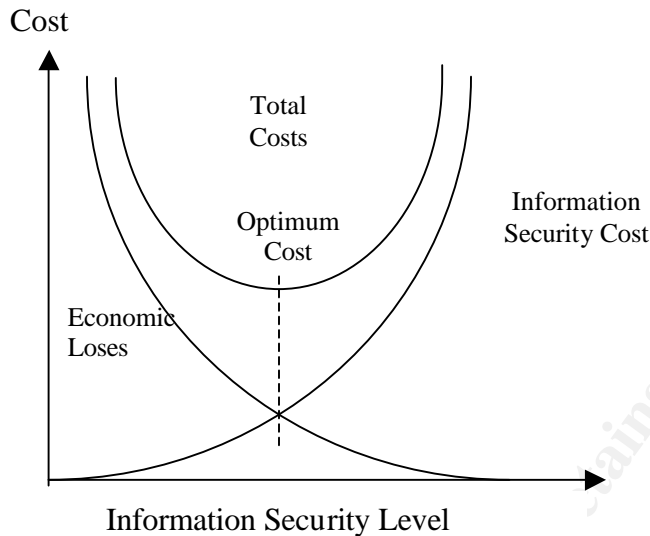 Cost
Total
Costs
Optimum
Cost
Information
Security Cost
Economic
Loses
Information Security Level